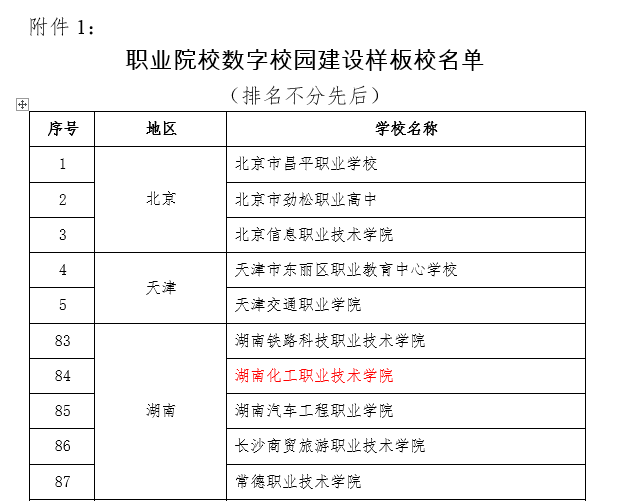 附件 1：
职业院校数字校园建设样板校名单
（排名不分先后）
序号 地区 学校名称
1 北京 北京市昌平职业学校
2 北京市劲松职业高中
3 北京信息职业技术学院
4 天津 天津市东丽区职业教育中心学校
5 天津交通职业学院
83 湖南 湖南铁路科技职业技术学院
84 湖南化工职业技术学院
85 湖南汽车工程职业学院
86 长沙商贸旅游职业技术学院
87 常德职业技术学院